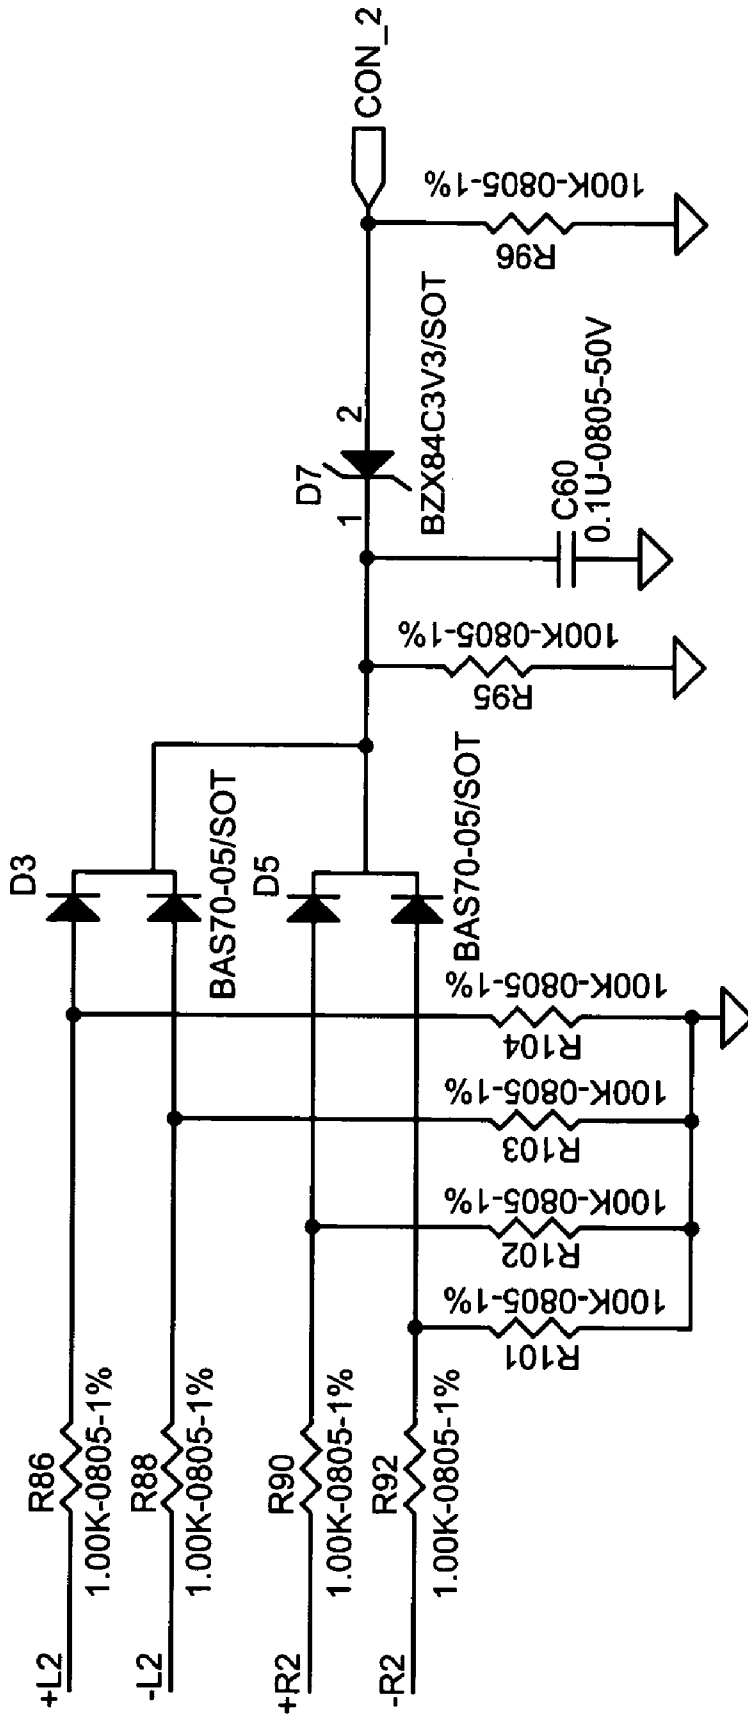 +L2
R86
1.00K-0805-1%
-L2
R88
1.00K-0805-1%
+R2
R90
1.00K-0805-1%
-R2
R92
1.00K-0805-1%
R101
100K-0805-1%
R102
100K-0805-1%
R103
100K-0805-1%
R104
100K-0805-1%
D3
BAS70-05/SOT
D5
BAS70-05/SOT
R95
100K-0805-1%
C60
0.1U-0805-50V
D7
1
2
BZX84C3V3/SOT
R96
100K-0805-1%
CON_2